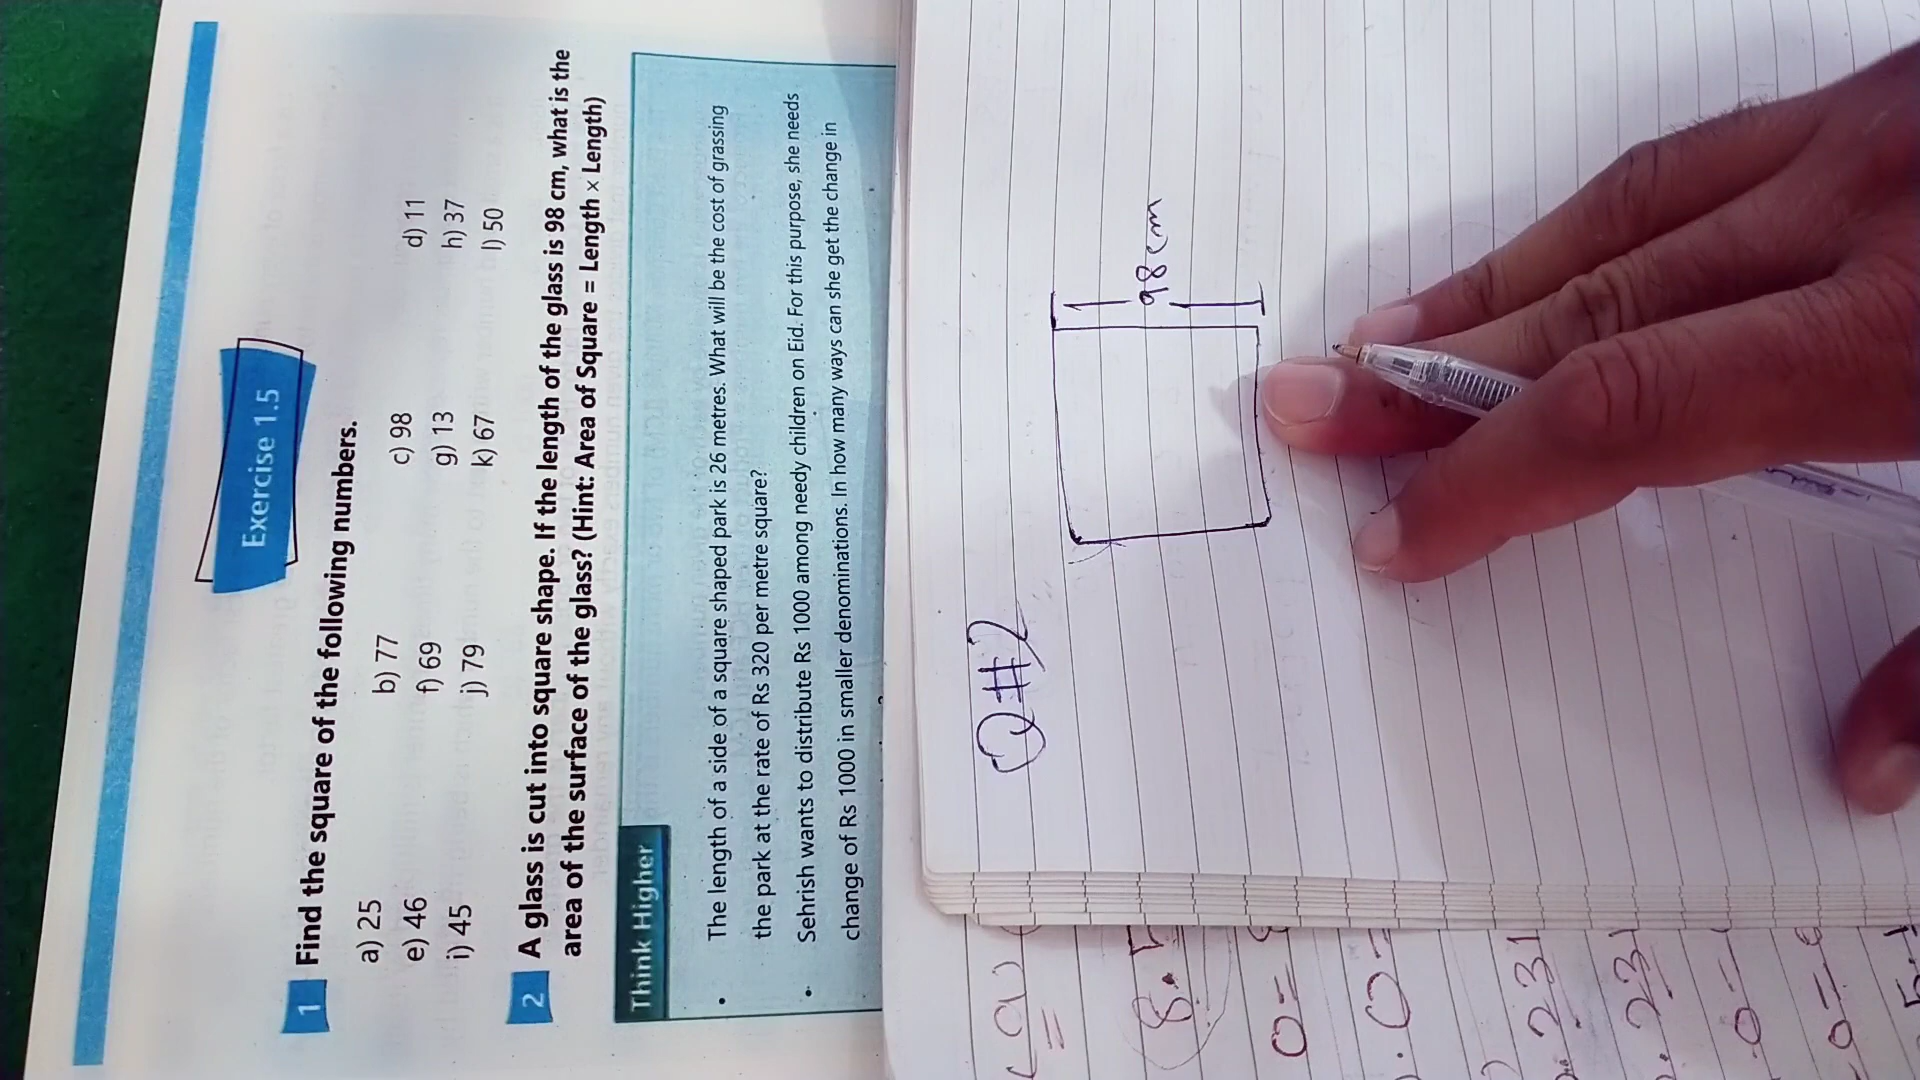 Exercise 1.5
1 Find the square of the following numbers.
a) 25 b) 77 c) 98 d) 11
e) 46 f) 69 g) 13 h) 37
i) 45 j) 79 k) 67 l) 50
2 A glass is cut into square shape. If the length of the glass is 98 cm, what is the
area of the surface of the glass? (Hint: Area of Square = Length × Length)
Think Higher
• The length of a side of a square shaped park is 26 metres. What will be the cost of grassing
the park at the rate of Rs 320 per metre square?
• Sehrish wants to distribute Rs 1000 among needy children on Eid. For this purpose, she needs
change of Rs 1000 in smaller denominations. In how many ways can she get the change in
Q#2
98cm